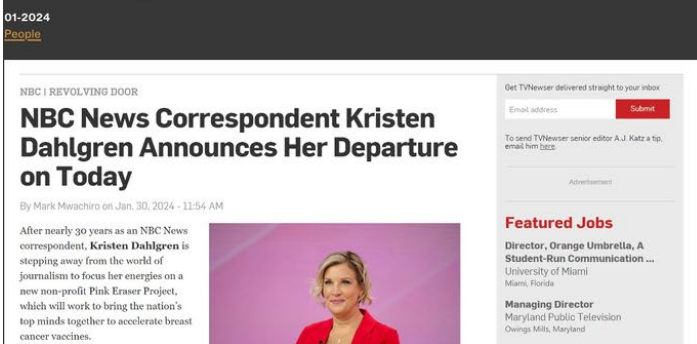 01-2024
People
NBC | REVOLVING DOOR
NBC News Correspondent Kristen
Dahlgren Announces Her Departure
on Today
By Mark Mwachiro on Jan. 30, 2024 - 11:54 AM
After nearly 30 years as an NBC News
correspondent, Kristen Dahlgren is
stepping away from the world of
journalism to focus her energies on a
new non-profit Pink Eraser Project,
which will work to bring the nation's
top minds together to accelerate breast
cancer vaccines.
Get TVNewser delivered straight to your inbox
Email address
Submit
To send TVNewser senior editor A.J. Katz a tip,
email him here.
Advertisement
Featured Jobs
Director, Orange Umbrella, A
Student-Run Communication ...
University of Miami
Miami, Florida
Managing Director
Maryland Public Television
Owings Mills, Maryland